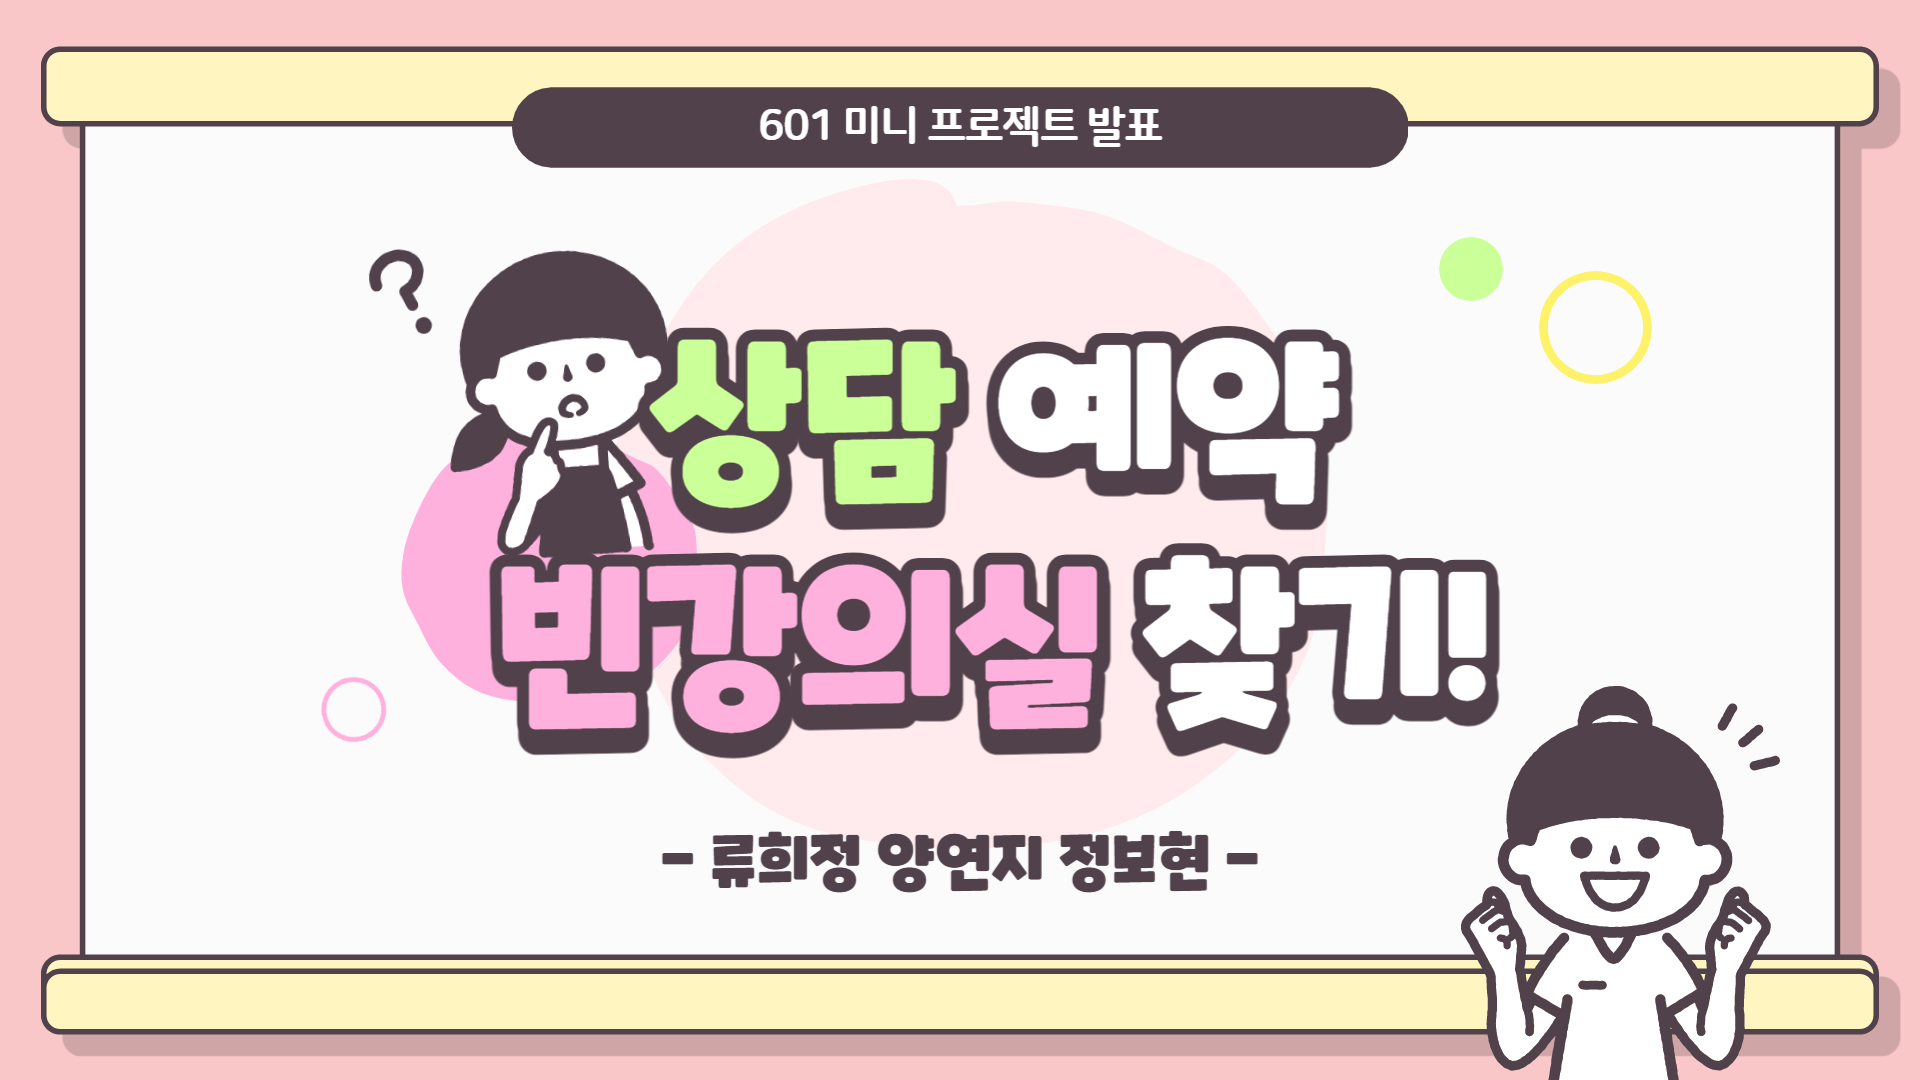 601 미니 프로젝트 발표
?
상담 예약
빈강의실 찾기!
- 류희정 양연지 정보현 -